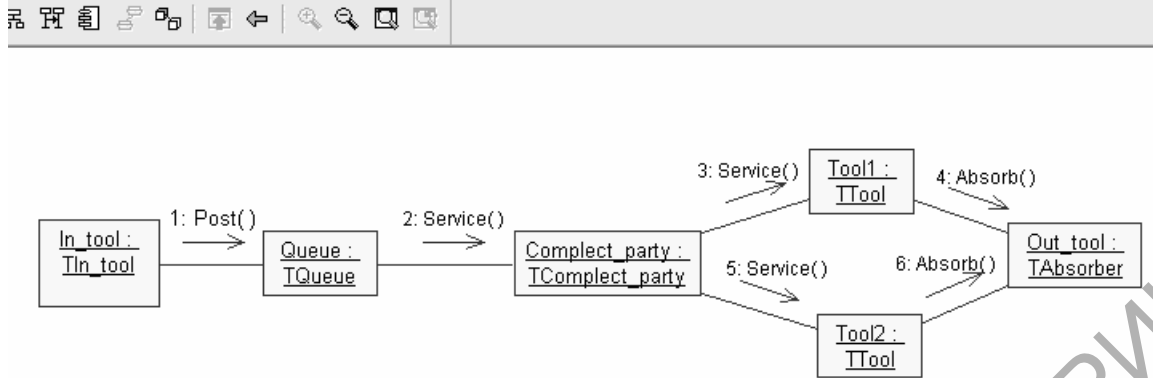 1: Post()
2: Service()
3: Service()
4: Absorb()
5: Service()
6: Absorb()
In_tool :
TIn_tool
Queue :
TQueue
Complect_party :
TComplect_party
Tool1 :
TTool
Tool2 :
TTool
Out_tool :
TAbsorber